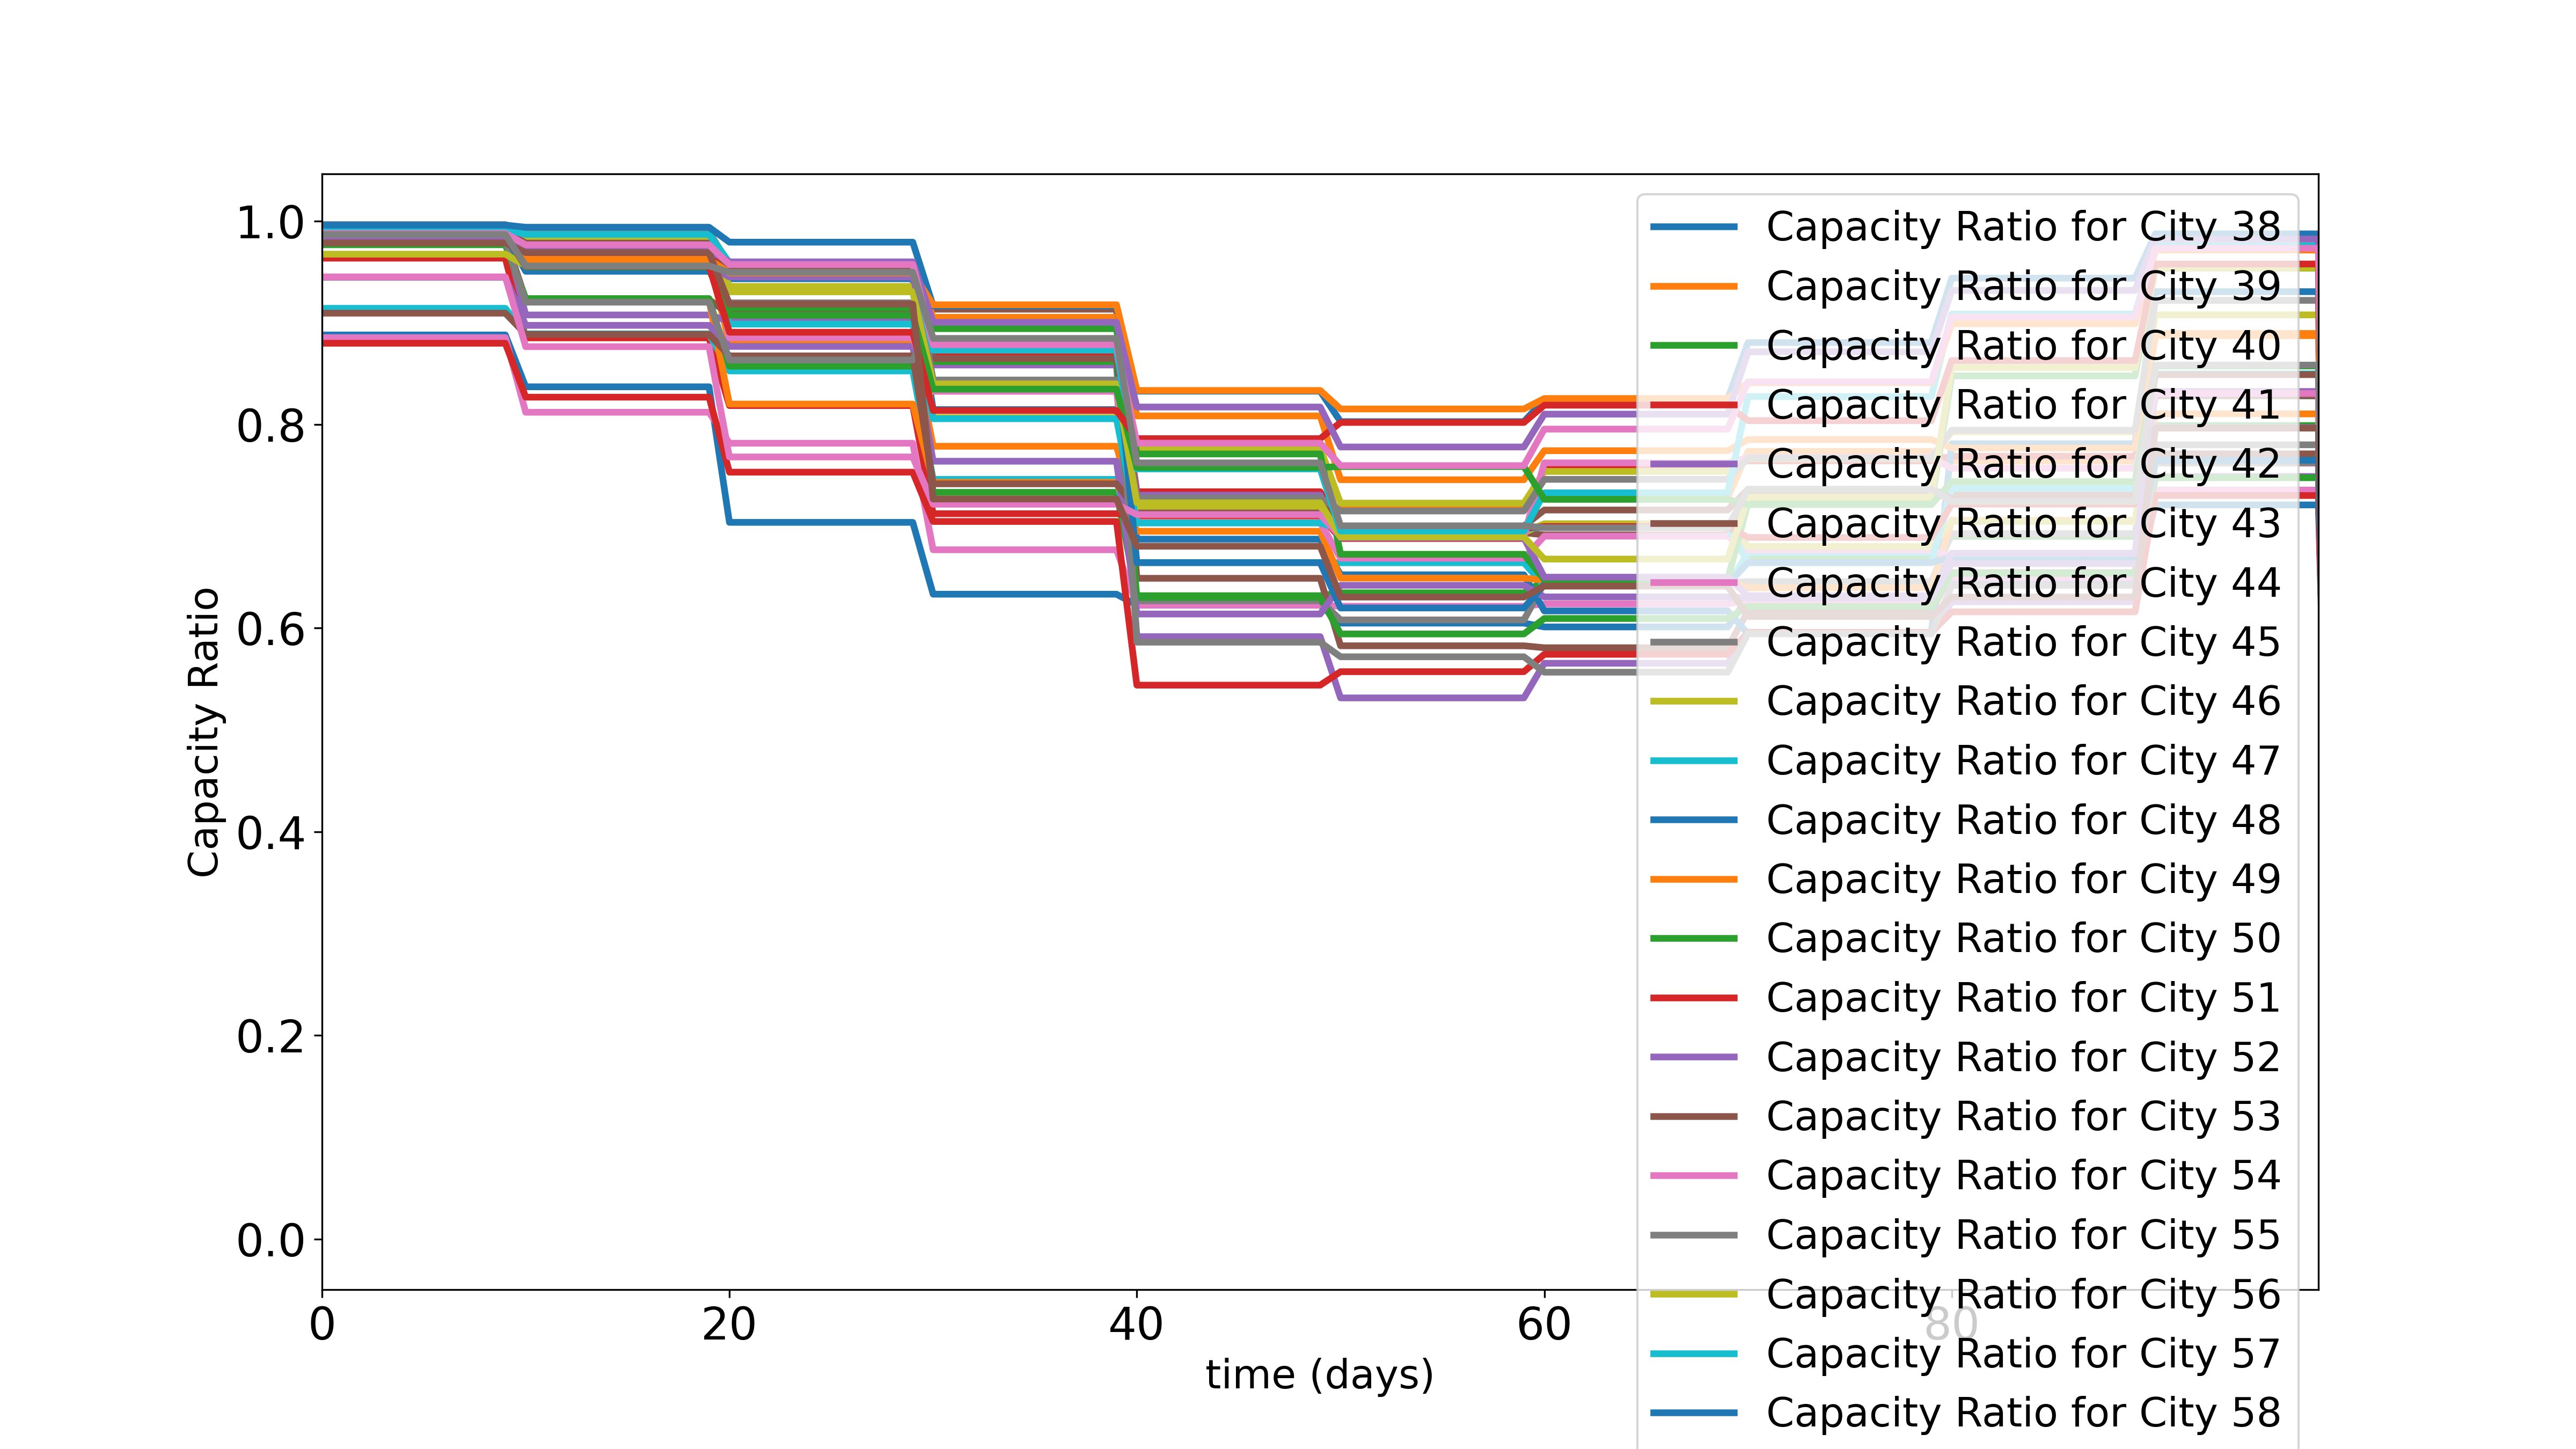 1.0
0.8
0.6
0.4
0.2
0.0
Capacity Ratio
0
20
40
60
80
time (days)
Capacity Ratio for City 38
Capacity Ratio for City 39
Capacity Ratio for City 40
Capacity Ratio for City 41
Capacity Ratio for City 42
Capacity Ratio for City 43
Capacity Ratio for City 44
Capacity Ratio for City 45
Capacity Ratio for City 46
Capacity Ratio for City 47
Capacity Ratio for City 48
Capacity Ratio for City 49
Capacity Ratio for City 50
Capacity Ratio for City 51
Capacity Ratio for City 52
Capacity Ratio for City 53
Capacity Ratio for City 54
Capacity Ratio for City 55
Capacity Ratio for City 56
Capacity Ratio for City 57
Capacity Ratio for City 58